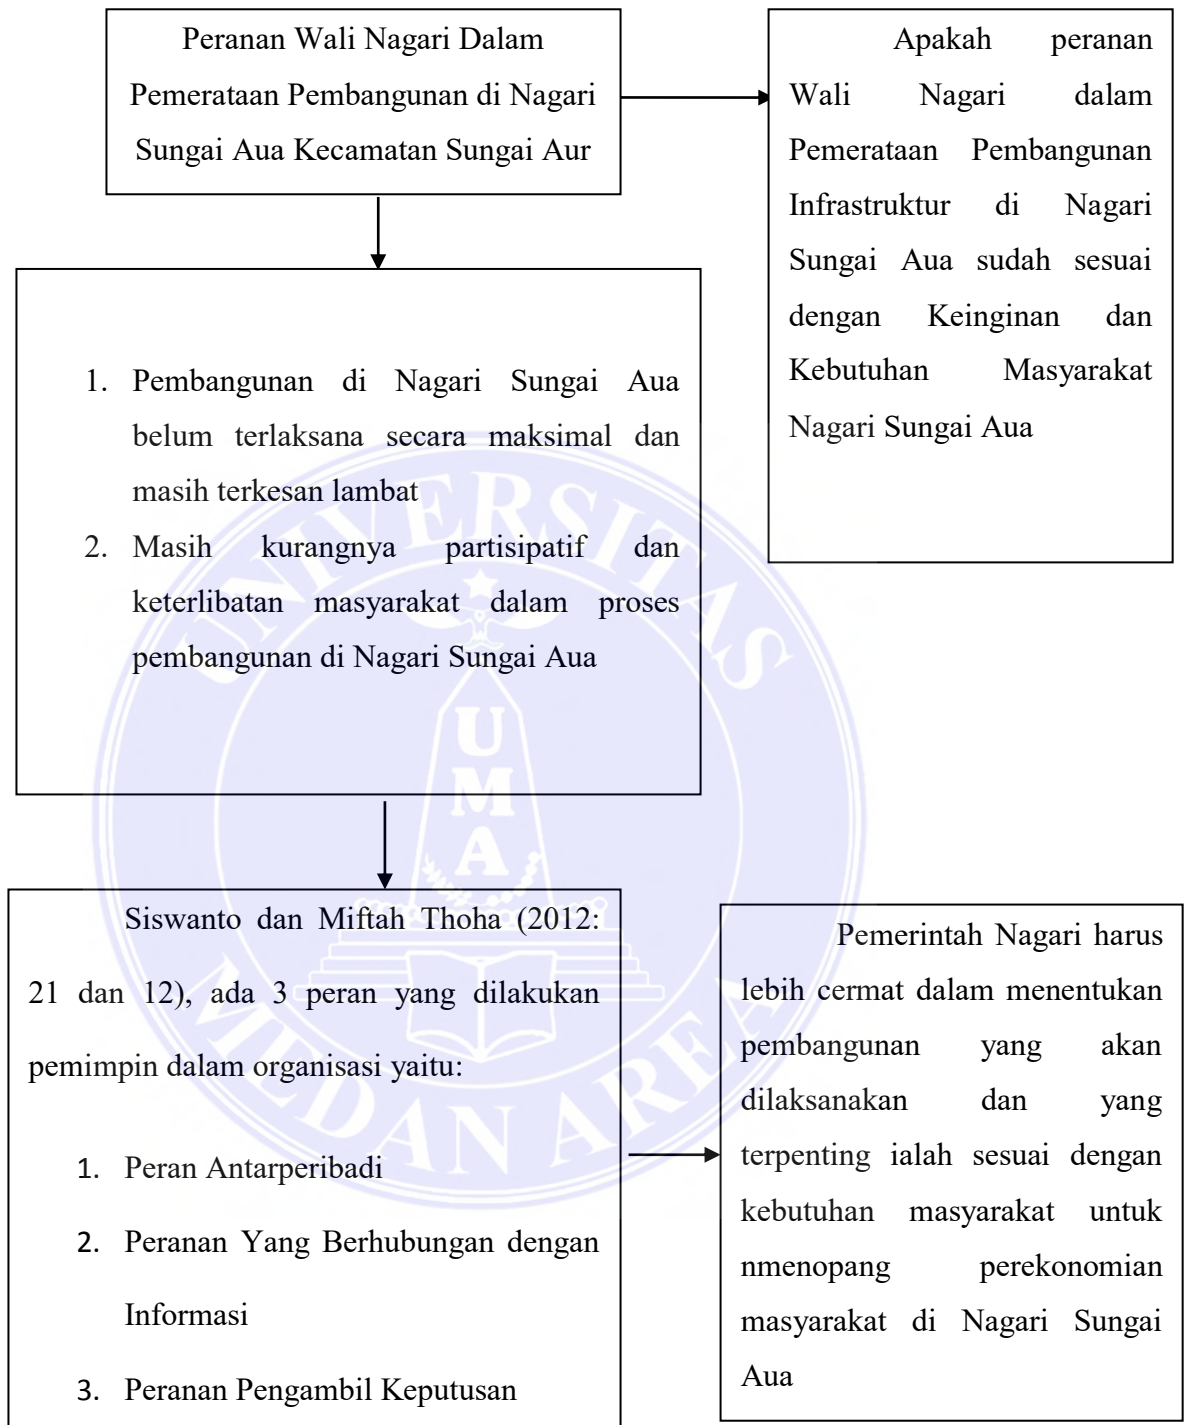 Peranan Wali Nagari Dalam
Pemerataan Pembangunan di Nagari
Sungai Aua Kecamatan Sungai Aur
Apakah peranan
Wali Nagari dalam
Pemerataan Pembangunan
Infrastruktur di Nagari
Sungai Aua sudah sesuai
dengan Keinginan dan
Kebutuhan Masyarakat
Nagari Sungai Aua
1. Pembangunan di Nagari Sungai Aua
belum terlaksana secara maksimal dan
masih terkesan lambat
2. Masih kurangnya partisipatif dan
keterlibatan masyarakat dalam proses
pembangunan di Nagari Sungai Aua
Siswanto dan Miftah Thoha (2012:
21 dan 12), ada 3 peran yang dilakukan
pemimpin dalam organisasi yaitu:
1. Peran Antarperibadi
2. Peranan Yang Berhubungan dengan
Informasi
3. Peranan Pengambil Keputusan
Pemerintah Nagari harus
lebih cermat dalam menentukan
pembangunan yang akan
dilaksanakan dan yang
terpenting ialah sesuai dengan
kebutuhan masyarakat untuk
nmenopang perekonomian
masyarakat di Nagari Sungai
Aua
UNIVERSITAS
MEDAN AREA
UMA